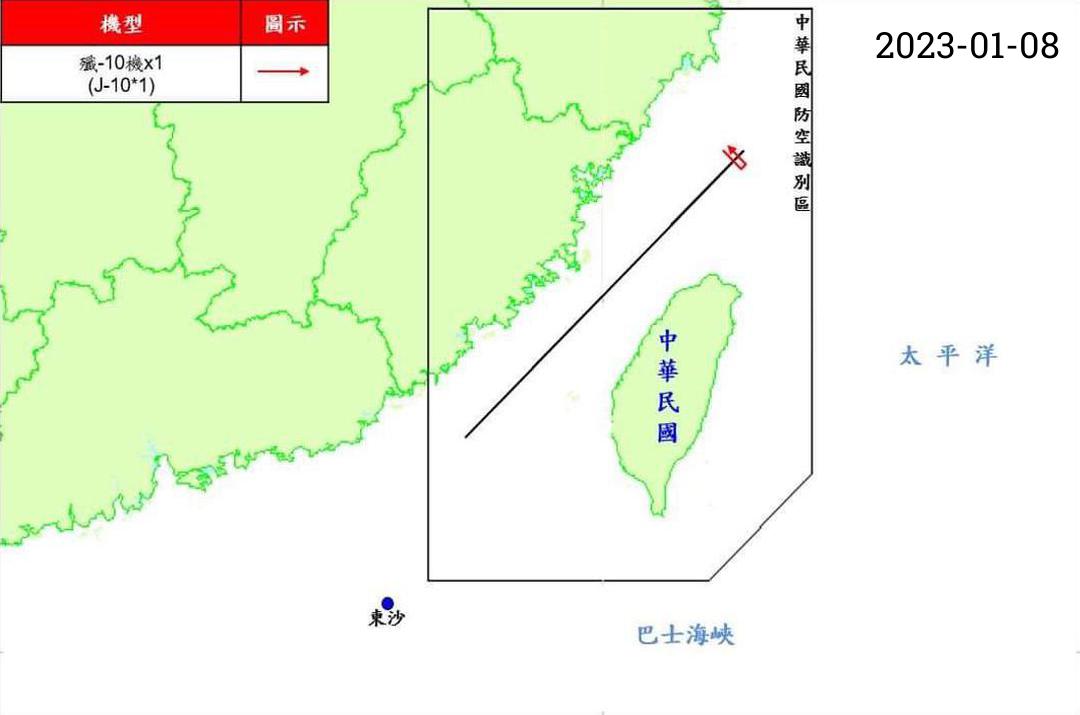 機型
圖示
殲-10機x1
(J-10*1)
中華民國防空識別區
2023-01-08
中華民國
太平洋
東沙
巴士海峽